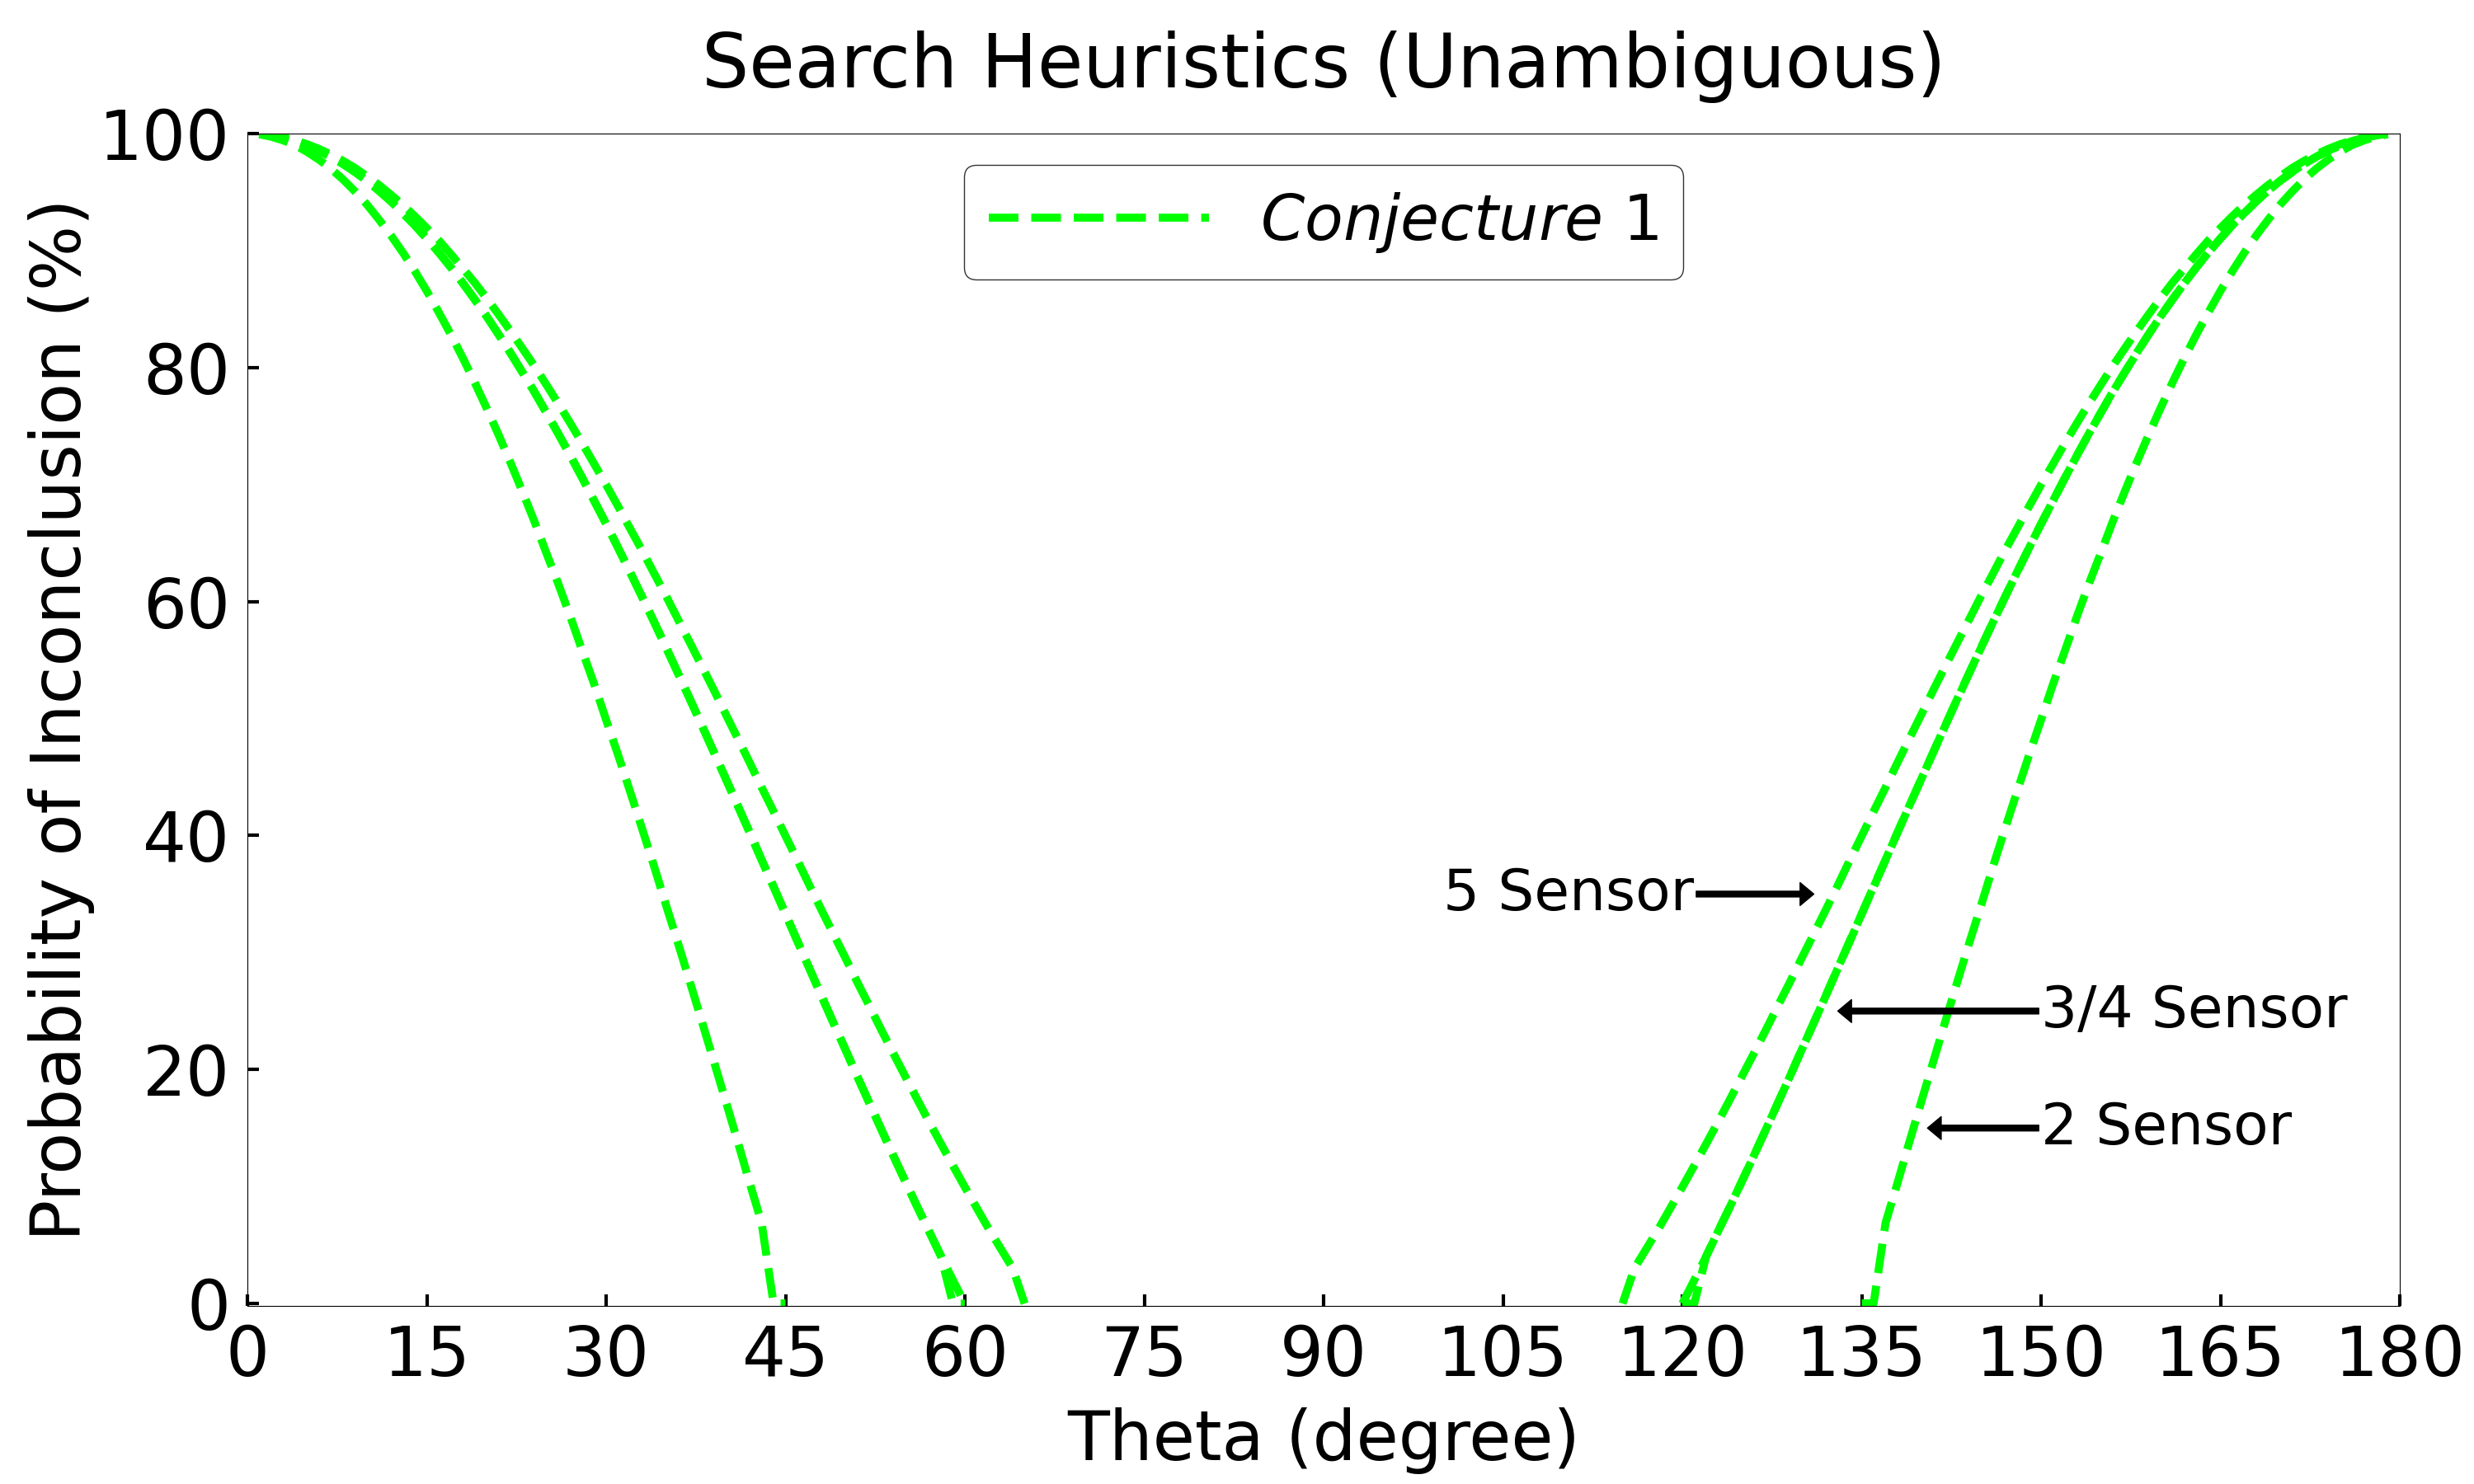 Search Heuristics (Unambiguous)
Probability of Inconclusion (%)
100
80
60
40
20
0
Conjecture 1
5 Sensor
3/4 Sensor
2 Sensor
0 15 30 45 60 75 90 105 120 135 150 165 180
Theta (degree)